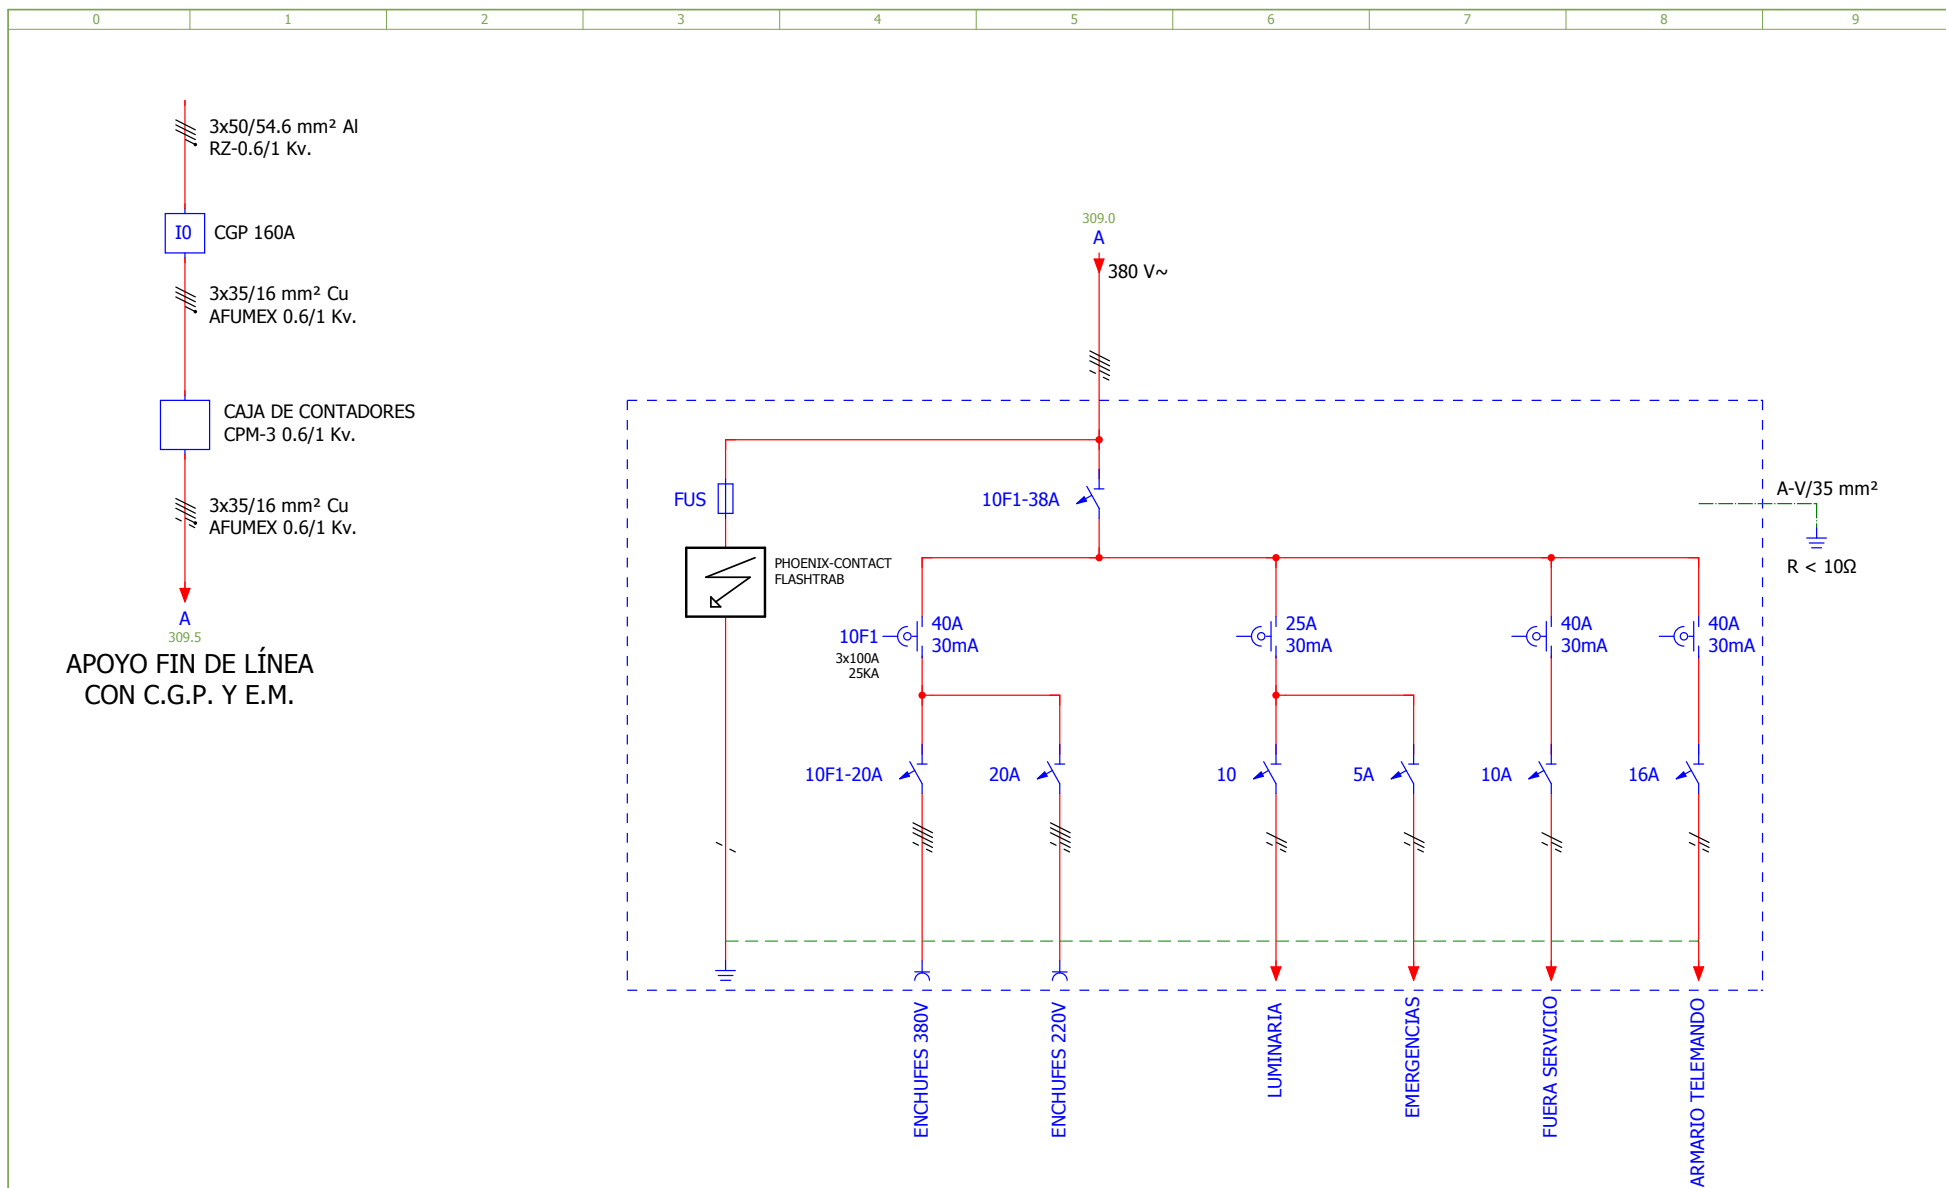 0 1 2 3 4 5 6 7 8 9
3x50/54.6 mm² Al
RZ-0.6/1 Kv.
I0
CGP 160A
3x35/16 mm² Cu
AFUMEX 0.6/1 Kv.
CAJA DE CONTADORES
CPM-3 0.6/1 Kv.
3x35/16 mm² Cu
AFUMEX 0.6/1 Kv.
A
309.5
APOYO FIN DE LÍNEA
CON C.G.P. Y E.M.
309.0
A
380 V~
FUS
10F1-38A
A-V/35 mm²
R < 10Ω
PHOENIX-CONTACT
FLASHTRAB
10F1
3x100A
25KA
40A
30mA
25A
30mA
40A
30mA
40A
30mA
10F1-20A
20A
10
5A
10A
16A
ENCHUFES 380V
ENCHUFES 220V
LUMINARIA
EMERGENCIAS
FUERA SERVICIO
ARMARIO TELEMANDO